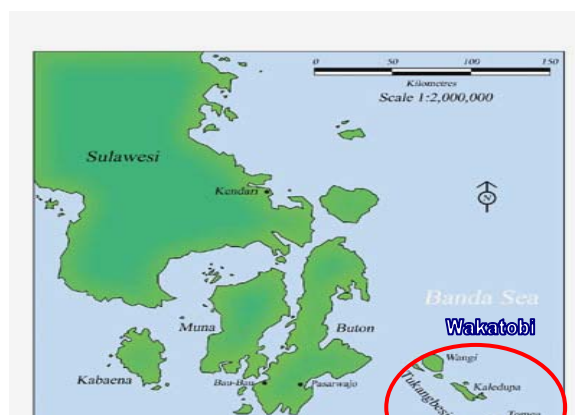 0 50 100 150
Kilometres
Scale 1:2,000,000
Sulawesi
Kendari
N
Banda Sea
Wakatobi
Muna
Buton
Wangi
Kabaena
Bau-Bau
Pasarwajo
Tukangbesi
Kaledupa